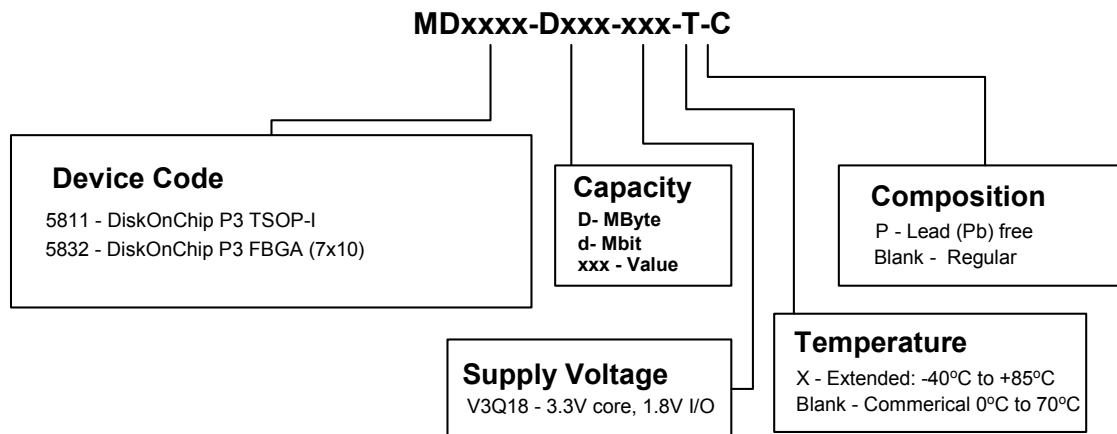 MDxxxx-Dxxx-xxx-T-C
Device Code
5811 - DiskOnChip P3 TSOP-I
5832 - DiskOnChip P3 FBGA (7x10)
Capacity
D- MByte
d- Mbit
xxx - Value
Composition
P - Lead (Pb) free
Blank - Regular
Supply Voltage
V3Q18 - 3.3V core, 1.8V I/O
Temperature
X - Extended: -40ºC to +85ºC
Blank - Commerical 0ºC to 70ºC